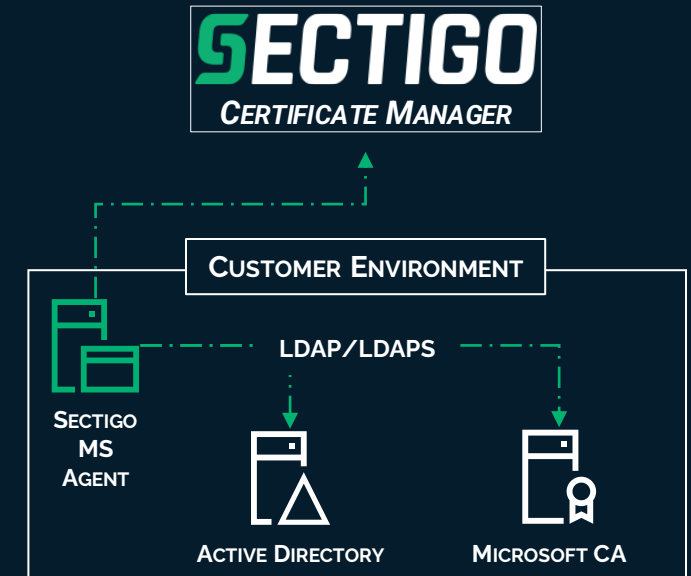 SECTIGO
CERTIFICATE MANAGER
CUSTOMER ENVIRONMENT
LDAP/LDAPS
SECTIGO
MS
AGENT
ACTIVE DIRECTORY
MICROSOFT CA